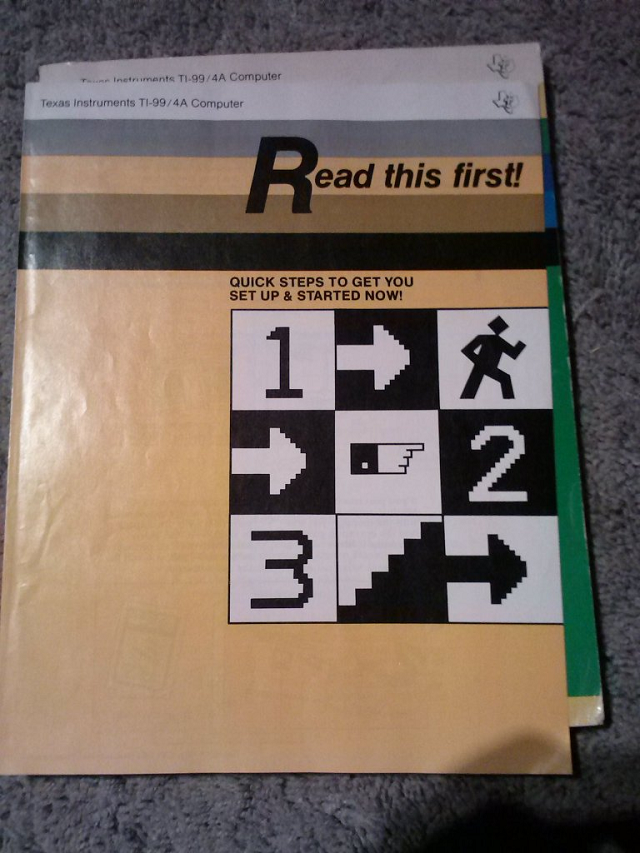 Texas Instruments TI-99/4A Computer
Texas Instruments TI-99/4A Computer
Read this first!
QUICK STEPS TO GET YOU
SET UP & STARTED NOW!
1
2
3